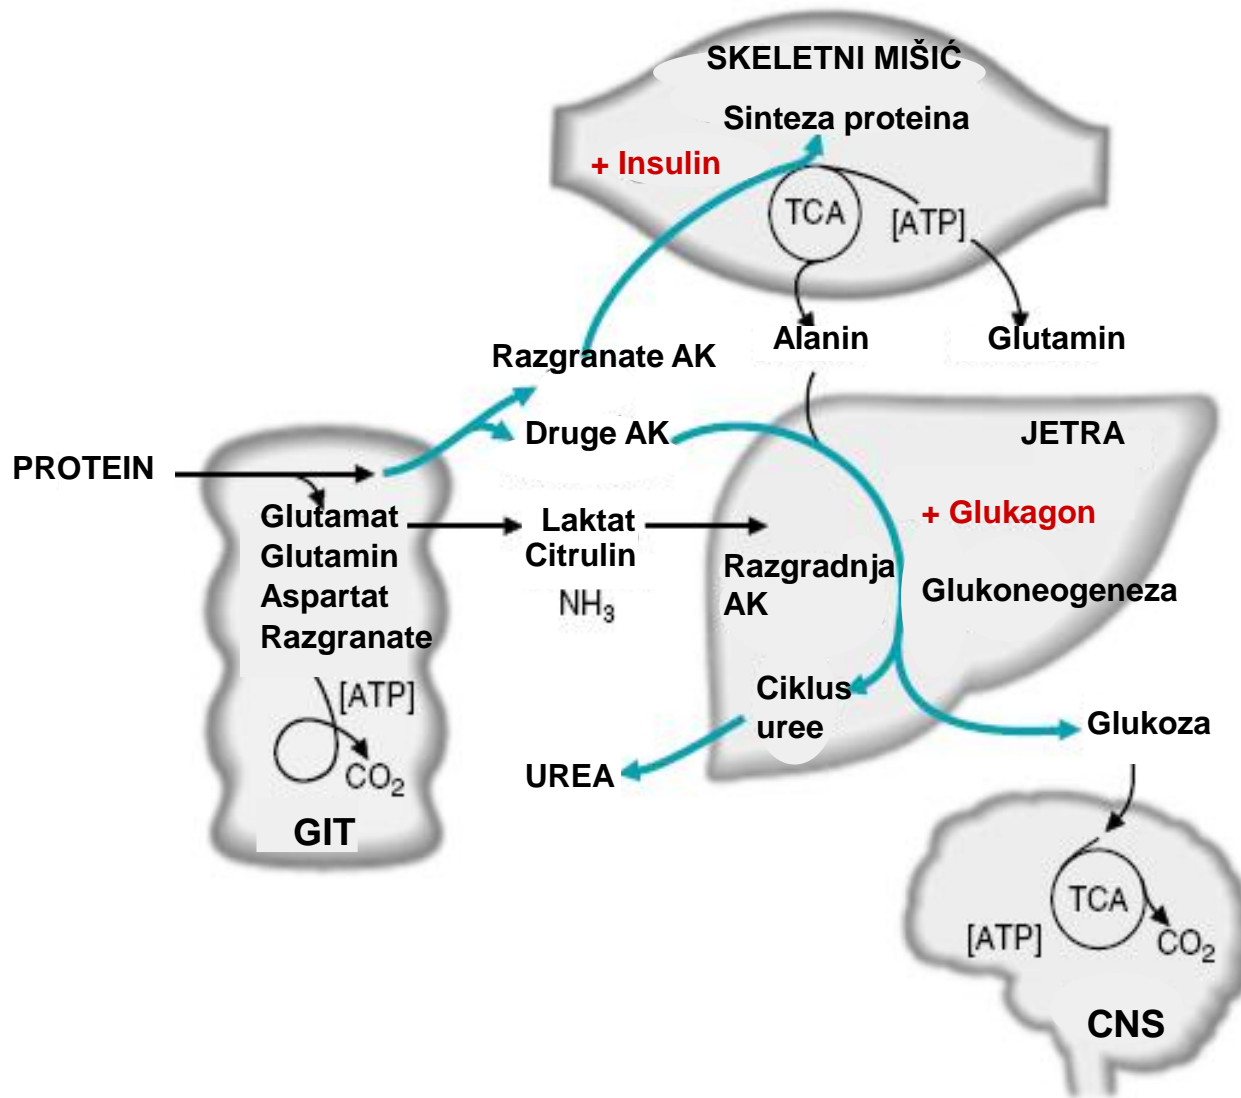 SKELETNI MIŠIĆ
Sinteza proteina
+ Insulin
TCA
[ATP]
Razgranate AK
Alanin
Glutamin
Druge AK
JETRA
PROTEIN
Glutamat
Glutamin
Aspartat
Razgranate
Laktat
Citrulin
NH₃
+ Glukagon
Razgradnja
AK
Glukoneogeneza
[ATP]
CO₂
GIT
Ciklus
uree
UREA
Glukoza
TCA
[ATP]
CO₂
CNS